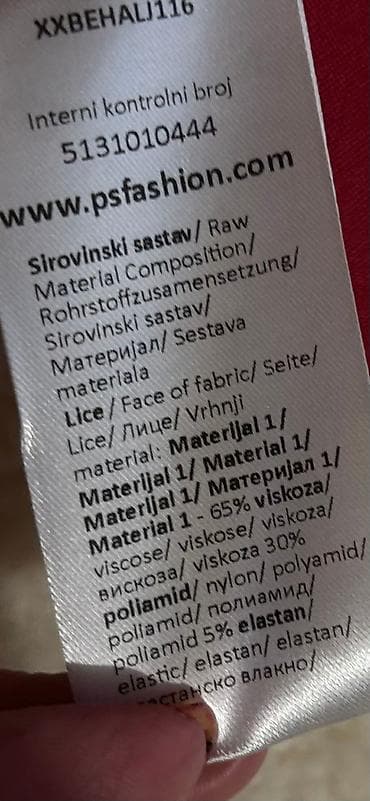 XXBEHALJ116
Interni kontrolni broj
5131010444
www.psfashion.com
Sirovinski sastav/ Raw
Material Composition/
Rohrstoffzusamensetzung/
Sirovinski sastav/
Материјал/ Sestava
materiala
Lice/ Face of fabric/ Seite/
Lice/ Лице/ Vrhnji
material: Materijal 1/
Materijal 1/ Material 1/
Materijal 1/ Материјал 1/
Material 1 - 65% viskoza/
viscose/ viskose/ viskoza/
вискоза/ viskoza 30%
poliamid/ nylon/ polyamid/
poliamid/ полиамид/
poliamid 5% elastan/
elastic/ elastan/ elastan/
влакно/